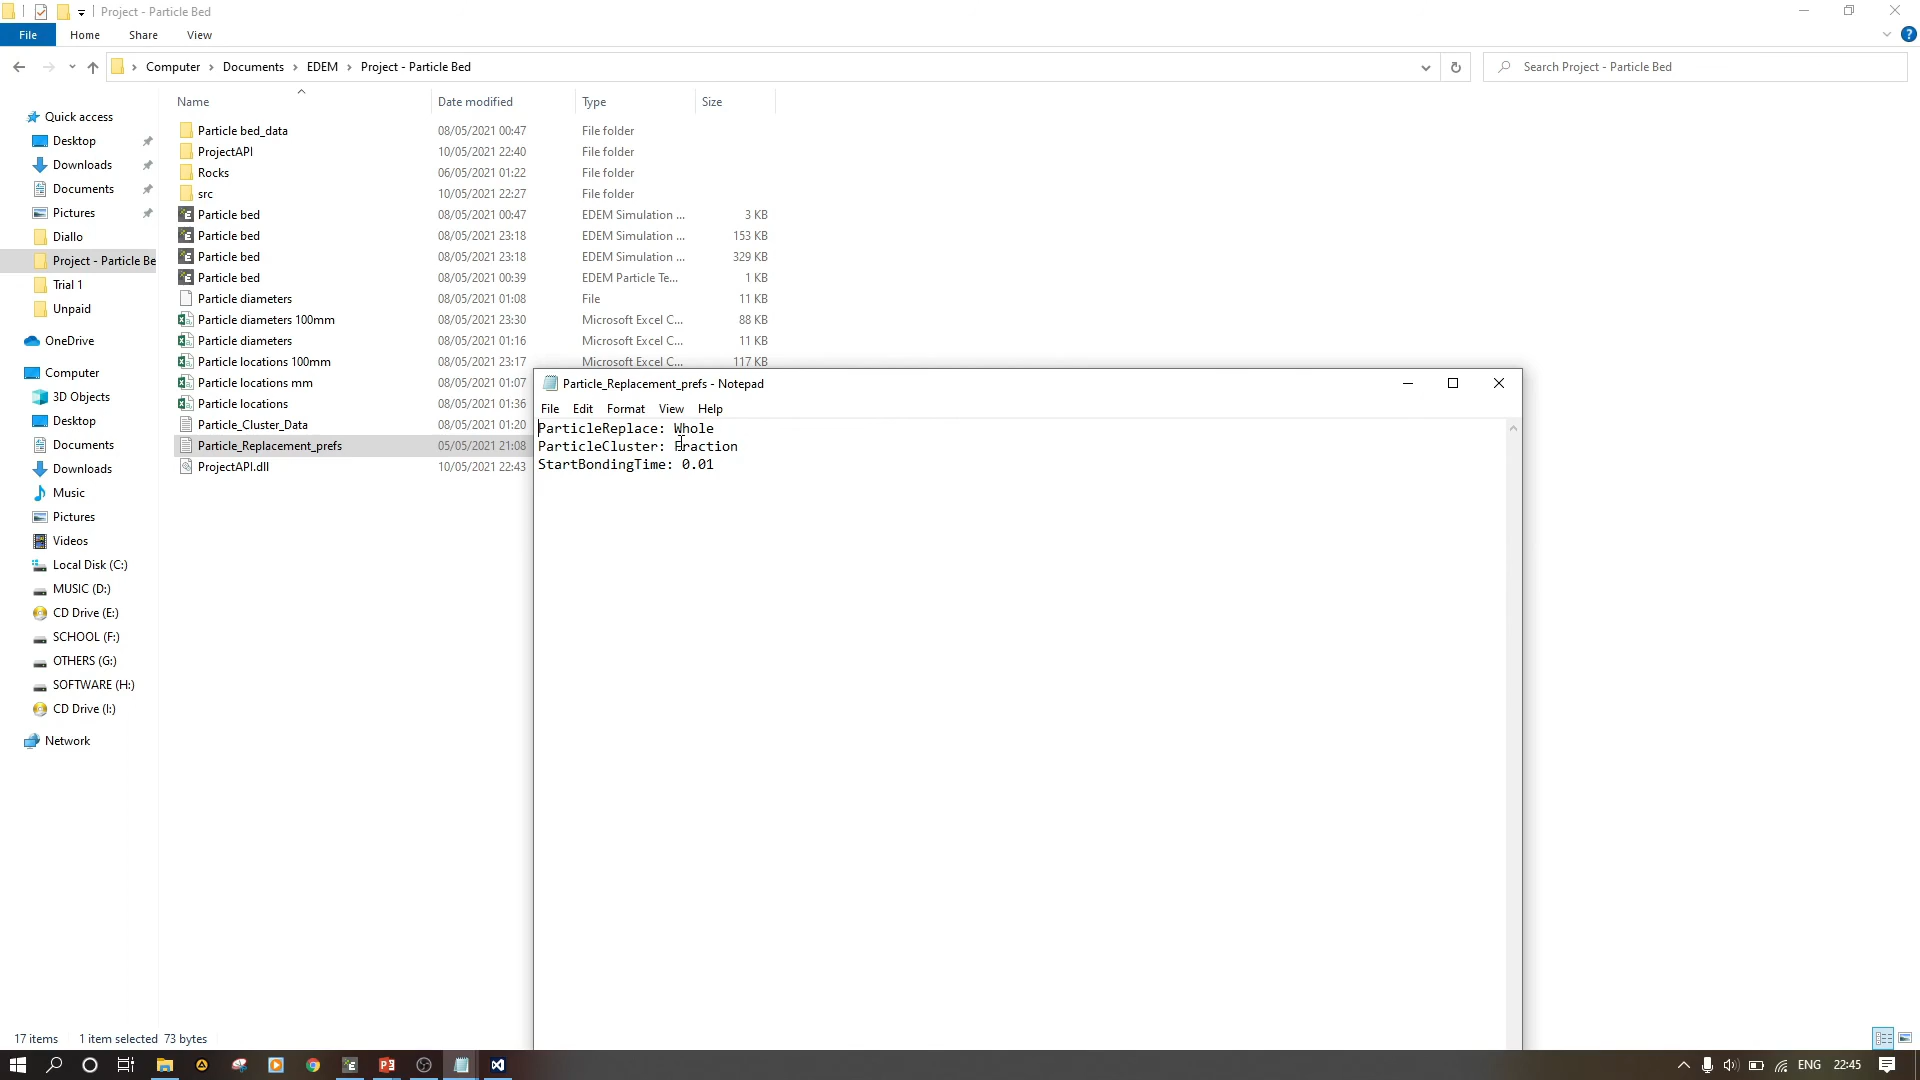 Project - Particle Bed
File Home Share View
Computer Documents EDEM Project - Particle Bed
Search Project - Particle Bed
Name Date modified Type Size
Quick access
Desktop
Downloads
Documents
Pictures
Diallo
Project - Particle Be
Trial 1
Unpaid
OneDrive
Computer
3D Objects
Desktop
Documents
Downloads
Music
Pictures
Videos
Local Disk (C:)
MUSIC (D:)
CD Drive (E:)
SCHOOL (F:)
OTHERS (G:)
SOFTWARE (H:)
CD Drive (I:)
Network
Particle bed_data 08/05/2021 00:47 File folder
ProjectAPI 10/05/2021 22:40 File folder
Rocks 06/05/2021 01:22 File folder
src 10/05/2021 22:27 File folder
Particle bed 08/05/2021 00:47 EDEM Simulation ... 3 KB
Particle bed 08/05/2021 23:18 EDEM Simulation ... 153 KB
Particle bed 08/05/2021 23:18 EDEM Simulation ... 329 KB
Particle bed 08/05/2021 00:39 EDEM Particle Te... 1 KB
Particle diameters 08/05/2021 01:08 File 11 KB
Particle diameters 100mm 08/05/2021 23:30 Microsoft Excel C... 88 KB
Particle diameters 08/05/2021 01:16 Microsoft Excel C... 11 KB
Particle locations 100mm 08/05/2021 23:17 Microsoft Excel C... 117 KB
Particle locations mm 08/05/2021 01:07
Particle locations 08/05/2021 01:36
Particle_Cluster_Data 08/05/2021 01:20
Particle_Replacement_prefs 05/05/2021 21:08
ProjectAPI.dll 10/05/2021 22:43
Particle_Replacement_prefs - Notepad
File Edit Format View Help
ParticleReplace: Whole
ParticleCluster: Fraction
StartBondingTime: 0.01
17 items 1 item selected 73 bytes
ENG 22:45